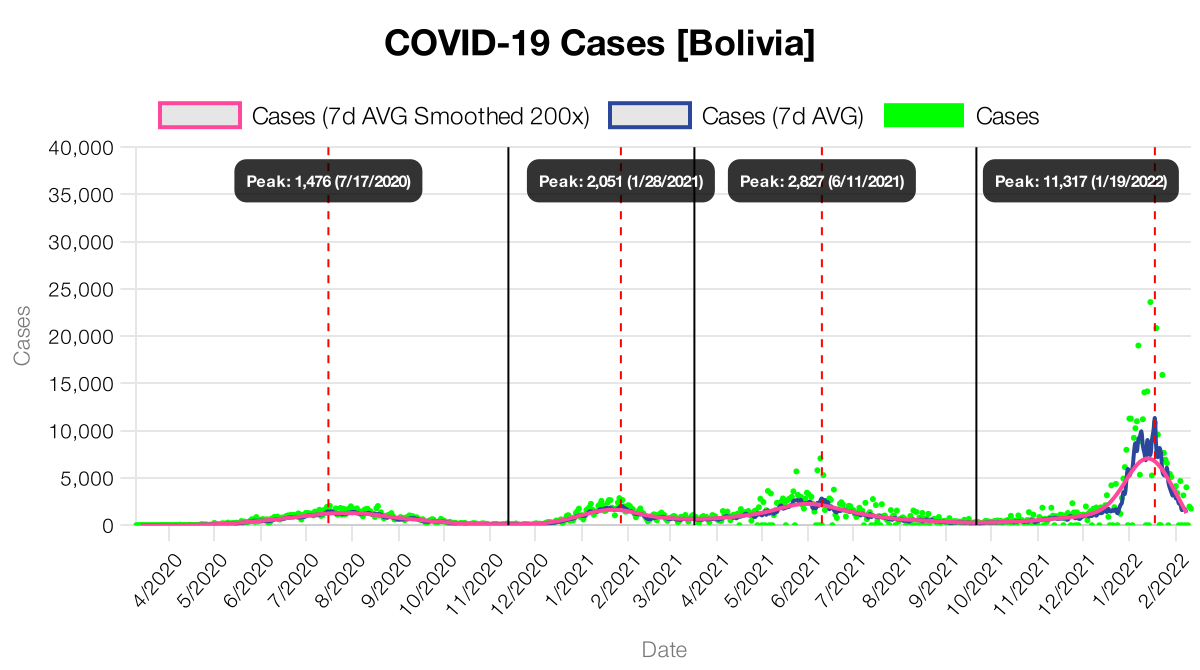 COVID-19 Cases [Bolivia]
Cases (7d AVG Smoothed 200x) Cases (7d AVG) Cases
40,000
35,000
30,000
25,000
20,000
15,000
10,000
5,000
0
Cases
Peak: 1,476 (7/17/2020) Peak: 2,051 (1/28/2021) Peak: 2,827 (6/11/2021) Peak: 11,317 (1/19/2022)
4/2020 5/2020 6/2020 7/2020 8/2020 9/2020 10/2020 11/2020 12/2020 1/2021 2/2021 3/2021 4/2021 5/2021 6/2021 7/2021 8/2021 9/2021 10/2021 11/2021 12/2021 1/2022 2/2022
Date